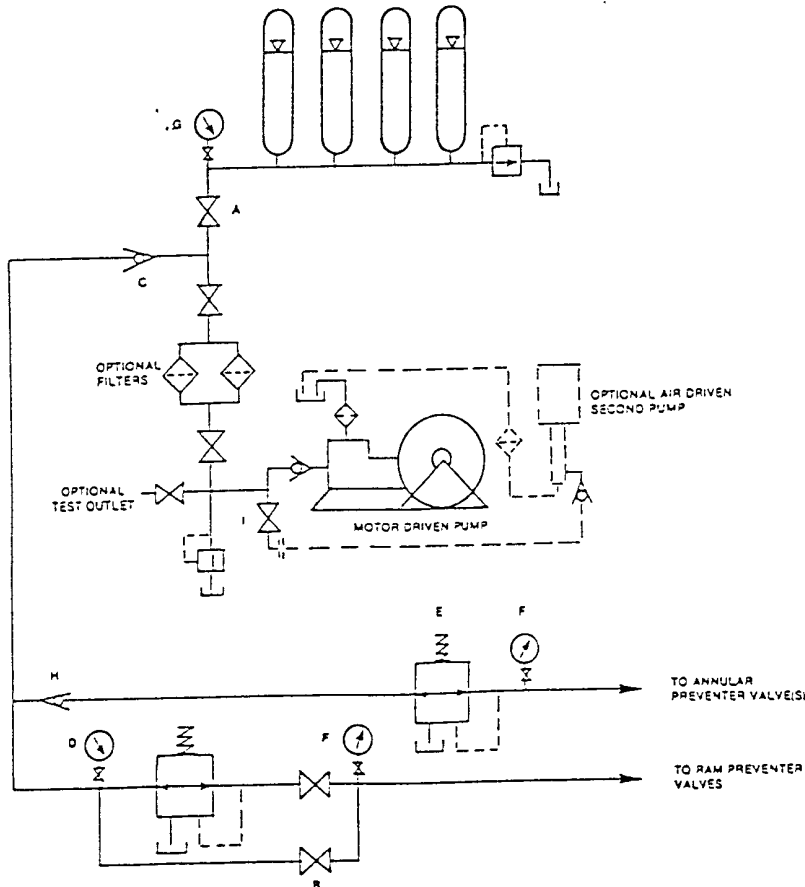 G
A
C
OPTIONAL
FILTERS
OPTIONAL AIR DRIVEN
SECOND PUMP
OPTIONAL
TEST OUTLET
I
MOTOR DRIVEN PUMP
E
F
H
TO ANNULAR
PREVENTER VALVE(S)
D
F
TO RAM PREVENTER
VALVES
B